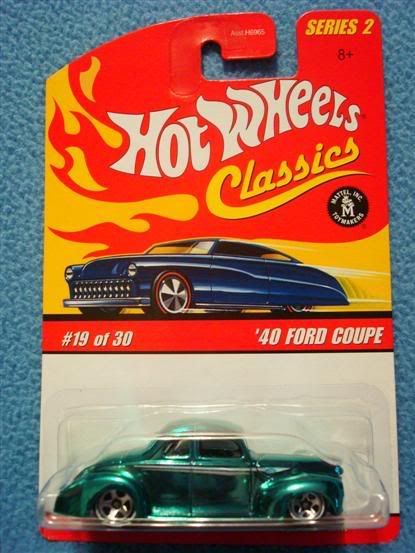 Asst.H6965
SERIES 2
8+
HOT WHEELS
Classics
MATTEL, INC.
M
TOYMAKERS
#19 of 30
'40 FORD COUPE